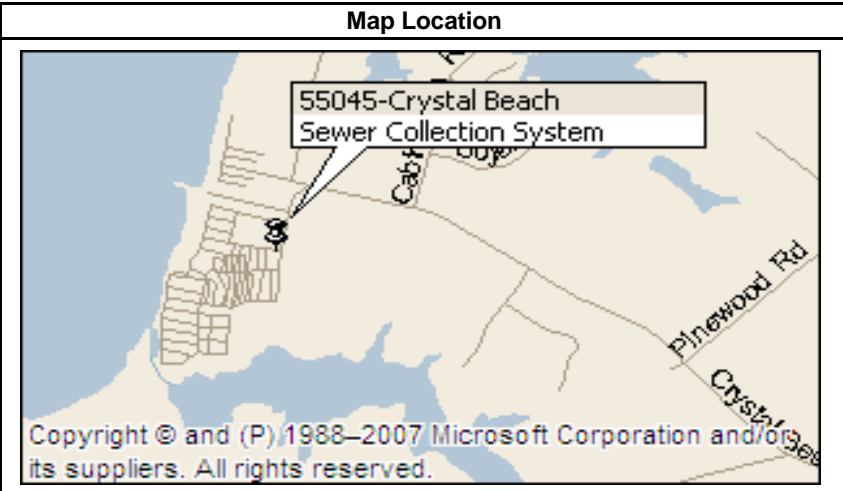 Map Location
55045-Crystal Beach
Sewer Collection System
Pinewood Rd
Copyright © and (P) 1988–2007 Microsoft Corporation and/or
its suppliers. All rights reserved.